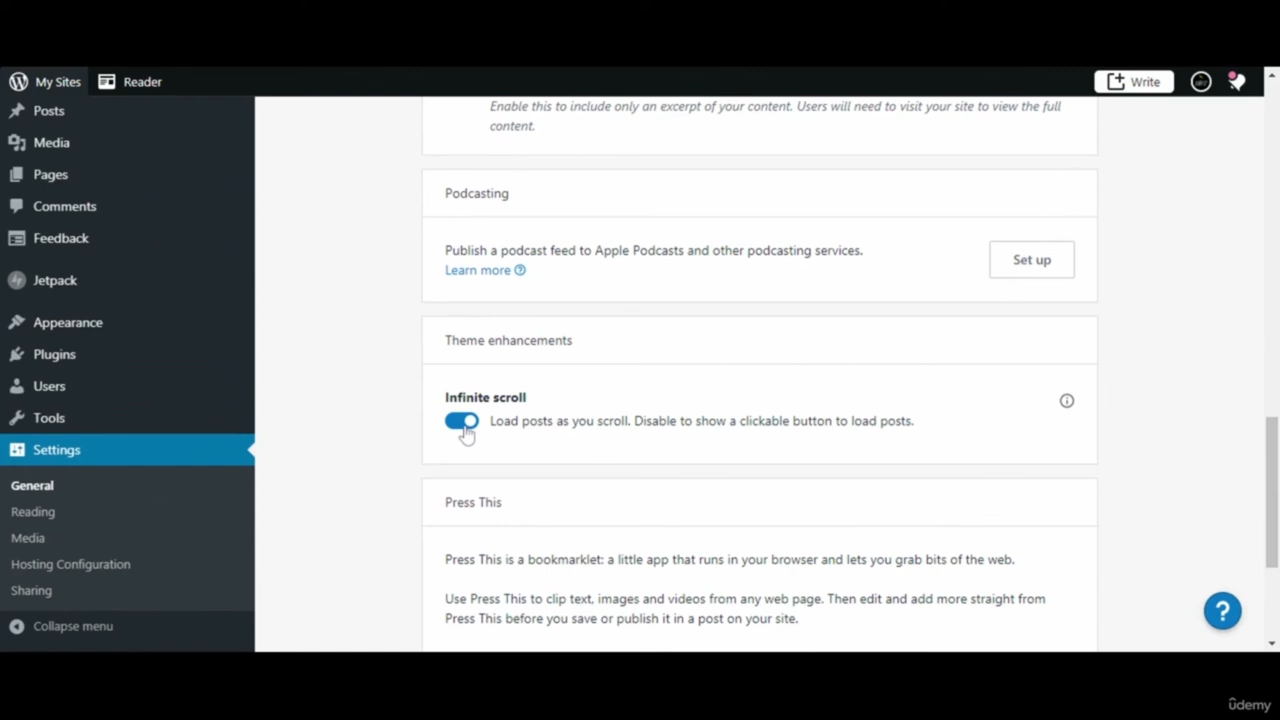 My Sites
Reader
Write
Posts
Media
Pages
Comments
Feedback
Jetpack
Appearance
Plugins
Users
Tools
Settings
General
Reading
Media
Hosting Configuration
Sharing
Collapse menu
Enable this to include only an excerpt of your content. Users will need to visit your site to view the full
content.
Podcasting
Publish a podcast feed to Apple Podcasts and other podcasting services.
Learn more
Set up
Theme enhancements
Infinite scroll
Load posts as you scroll. Disable to show a clickable button to load posts.
Press This
Press This is a bookmarklet: a little app that runs in your browser and lets you grab bits of the web.
Use Press This to clip text, images and videos from any web page. Then edit and add more straight from
Press This before you save or publish it in a post on your site.
?
ûdemy